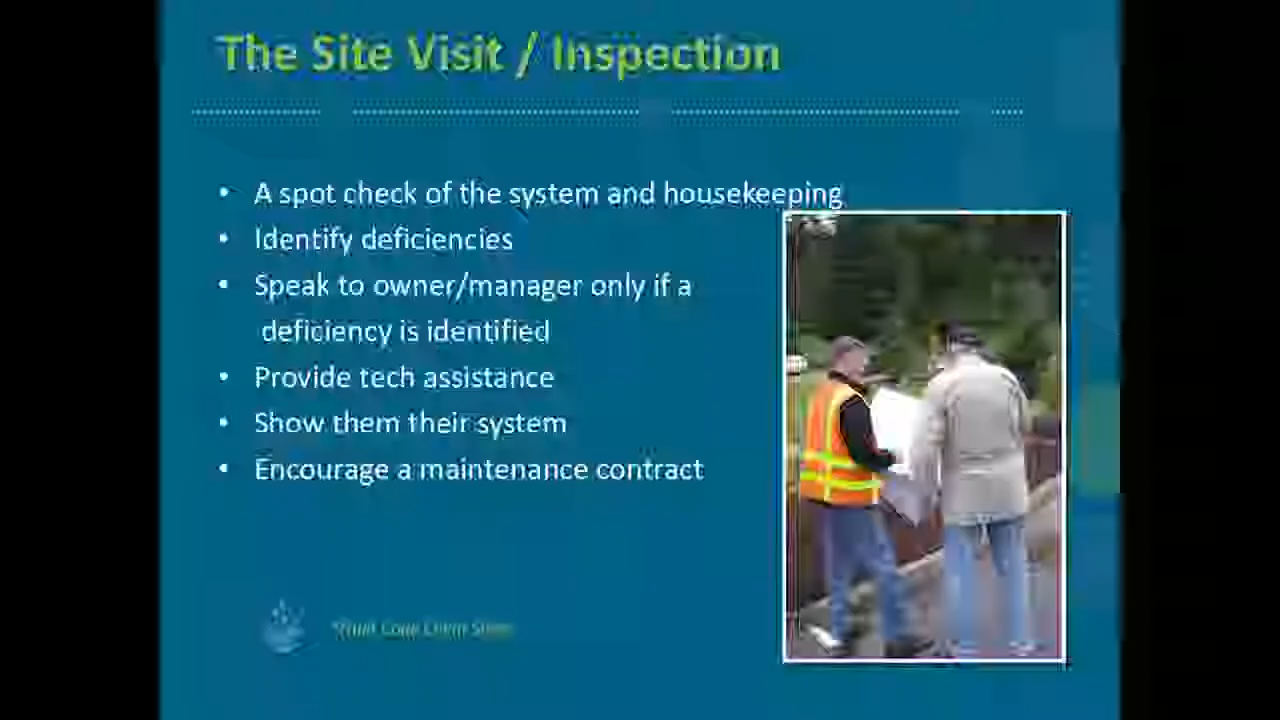 The Site Visit / Inspection
• A spot check of the system and housekeeping
• Identify deficiencies
• Speak to owner/manager only if a
deficiency is identified
• Provide tech assistance
• Show them their system
• Encourage a maintenance contract